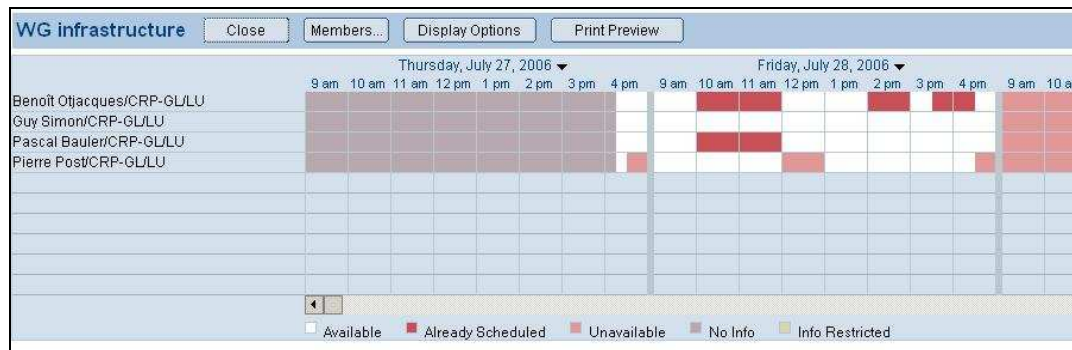 WG infrastructure Close Members... Display Options Print Preview
Thursday, July 27, 2006 Friday, July 28, 2006
9 am 10 am 11 am 12 pm 1 pm 2 pm 3 pm 4 pm 9 am 10 am 11 am 12 pm 1 pm 2 pm 3 pm 4 pm 9 am 10 a
Benoît Otjacques/CRP-GL/LU
Guy Simon/CRP-GL/LU
Pascal Bauler/CRP-GL/LU
Pierre Post/CRP-GL/LU
Available Already Scheduled Unavailable No Info Info Restricted